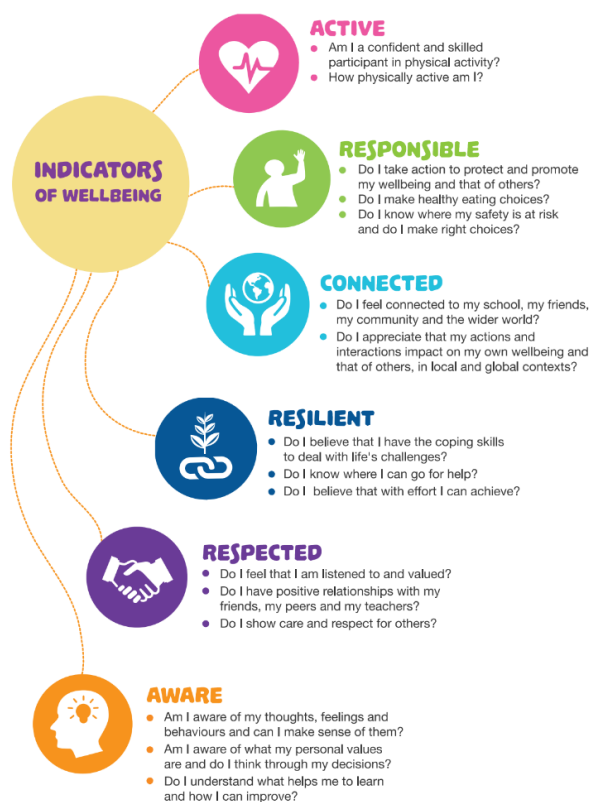 ACTIVE
• Am I a confident and skilled
participant in physical activity?
• How physically active am I?
INDICATORS
OF WELLBEING
RESPONSIBLE
• Do I take action to protect and promote
my wellbeing and that of others?
• Do I make healthy eating choices?
• Do I know where my safety is at risk
and do I make right choices?
CONNECTED
• Do I feel connected to my school, my friends,
my community and the wider world?
• Do I appreciate that my actions and
interactions impact on my own wellbeing and
that of others, in local and global contexts?
RESILIENT
• Do I believe that I have the coping skills
to deal with life's challenges?
• Do I know where I can go for help?
• Do I believe that with effort I can achieve?
RESPECTED
• Do I feel that I am listened to and valued?
• Do I have positive relationships with my
friends, my peers and my teachers?
• Do I show care and respect for others?
AWARE
• Am I aware of my thoughts, feelings and
behaviours and can I make sense of them?
• Am I aware of what my personal values
are and do I think through my decisions?
• Do I understand what helps me to learn
and how I can improve?